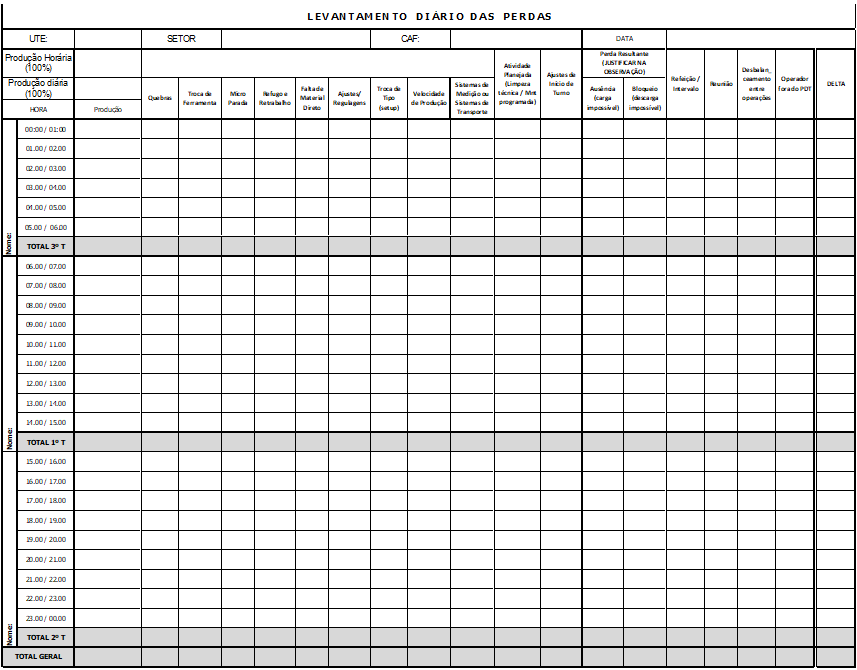 LEVANTAMENTO DIÁRIO DAS PERDAS
UTE: SETOR CAF: DATA
Produção Horária
(100%)
Produção diária
(100%)
HORA
Produção
Quebras
Troca de
Ferramenta
Micro
Parada
Refugo e
Retrabalho
Falta de
Material
Direto
Ajustes/
Regulagens
Troca de
Tipo
(setup)
Velocidade
de Produção
Sistemas de
Medição ou
Sistemas de
Transporte
Atividade
Planejada
(Limpeza
técnica / Mnt
programada)
Ajustes de
Início de
Turno
Perda Resultante
(JUSTIFICAR NA
OBSERVAÇÃO)
Ausência
(carga
impossível)
Bloqueio
(descarga
impossível)
Refeição /
Intervalo
Reunião
Desbalan_
ceamento
entre
operações
Operador
fora do PDT
DELTA
00:00 / 01:00
01.00 / 02.00
02.00 / 03.00
03.00 / 04.00
04.00 / 05.00
05.00 / 06.00
Nome:
TOTAL 3º T
06.00 / 07.00
07.00 / 08.00
08.00 / 09.00
09.00 / 10.00
10.00 / 11.00
11.00 / 12.00
12.00 / 13.00
13.00 / 14.00
14.00 / 15.00
Nome:
TOTAL 1º T
15.00 / 16.00
16.00 / 17.00
17.00 / 18.00
18.00 / 19.00
19.00 / 20.00
20.00 / 21.00
21.00 / 22.00
22.00 / 23.00
23.00 / 00.00
Nome:
TOTAL 2º T
TOTAL GERAL